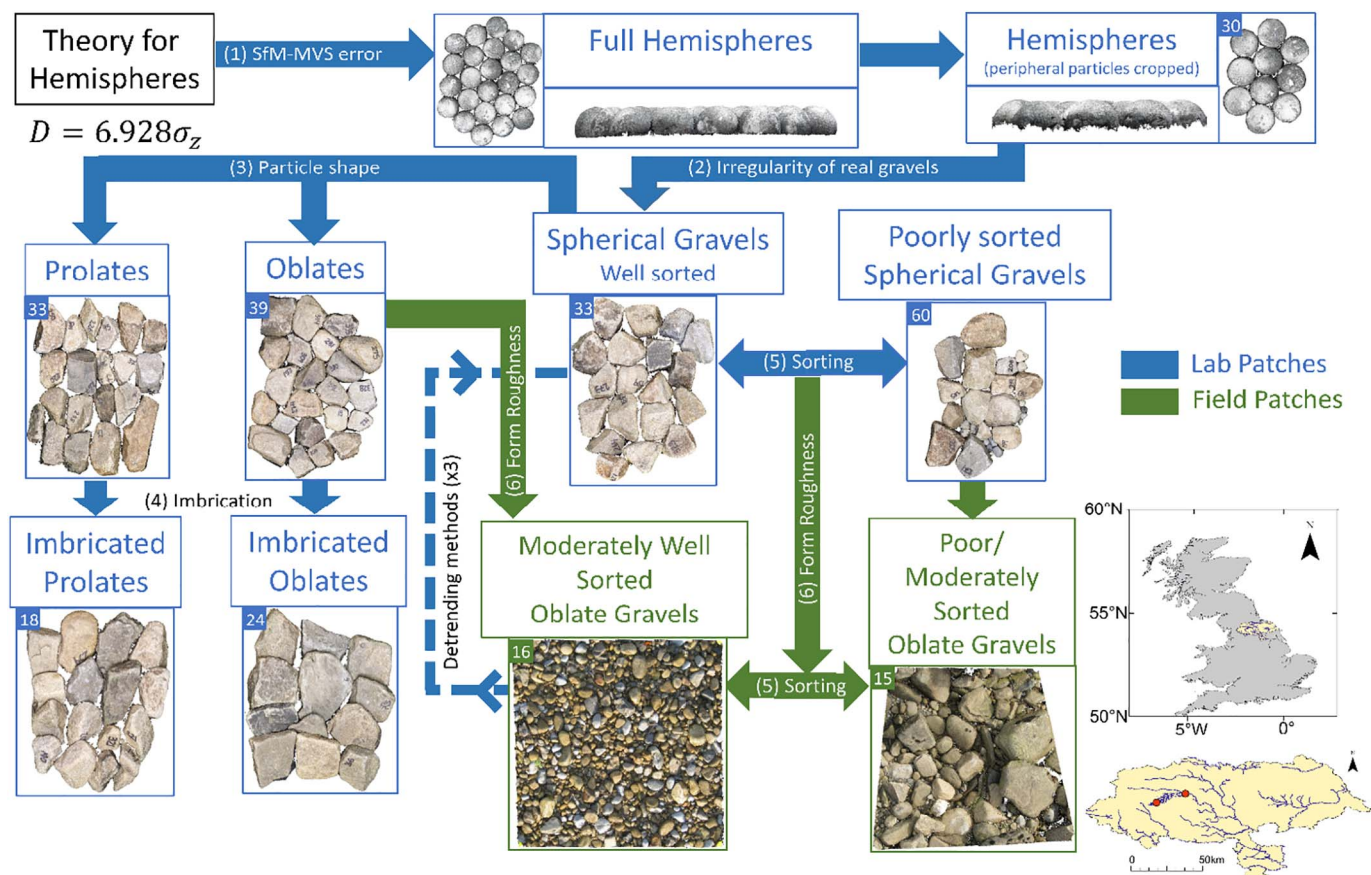 Theory for
Hemispheres
D = 6.928σz
(1) SfM-MVS error
Full Hemispheres
Hemispheres
(peripheral particles cropped)
30
(3) Particle shape
(2) Irregularity of real gravels
Prolates
33
Oblates
39
Spherical Gravels
Well sorted
33
Poorly sorted
Spherical Gravels
60
(5) Sorting
Lab Patches
Field Patches
(6) Form Roughness
Detrending methods (x3)
(6) Form Roughness
(4) Imbrication
Imbricated
Prolates
18
Imbricated
Oblates
24
Moderately Well
Sorted
Oblate Gravels
16
(5) Sorting
Poor/
Moderately
Sorted
Oblate Gravels
15
60°N
N
55°N
50°N
5°W
0°
0
50km